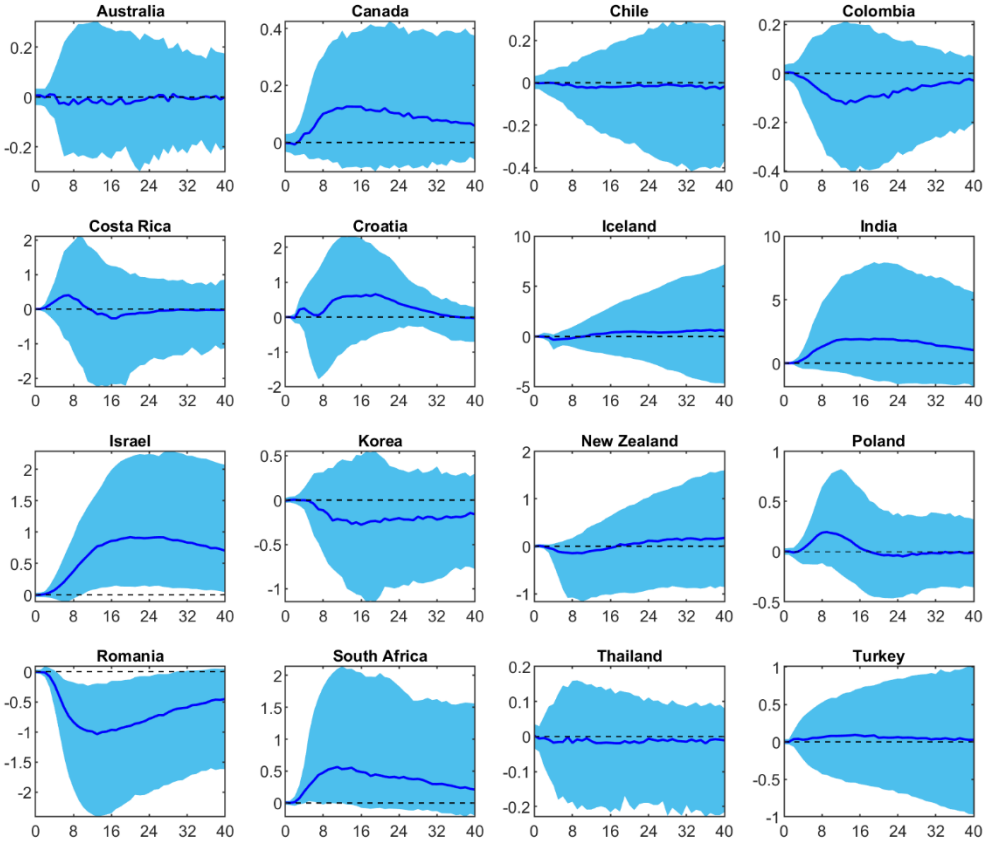 Australia Canada Chile Colombia
0.2 0 -0.2
0.4 0.2 0
0.2 0 -0.2 -0.4
0.2 0 -0.2 -0.4
0 8 16 24 32 40 0 8 16 24 32 40 0 8 16 24 32 40 0 8 16 24 32 40
Costa Rica Croatia Iceland India
2 1 0 -1 -2
2 1 0 -1 -2
10 5 0 -5
10 5 0
0 8 16 24 32 40 0 8 16 24 32 40 0 8 16 24 32 40 0 8 16 24 32 40
Israel Korea New Zealand Poland
2 1.5 1 0.5 0
0.5 0 -0.5 -1
2 1 0 -1
1 0.5 0 -0.5
0 8 16 24 32 40 0 8 16 24 32 40 0 8 16 24 32 40 0 8 16 24 32 40
Romania South Africa Thailand Turkey
0 -0.5 -1 -1.5 -2
2 1.5 1 0.5 0
0.2 0.1 0 -0.1 -0.2
1 0.5 0 -0.5 -1
0 8 16 24 32 40 0 8 16 24 32 40 0 8 16 24 32 40 0 8 16 24 32 40